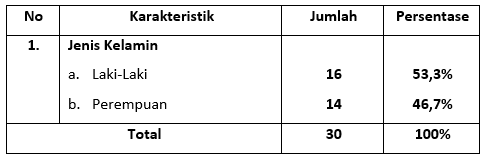 No Karakteristik Jumlah Persentase
1. Jenis Kelamin
a. Laki-Laki 16 53,3%
b. Perempuan 14 46,7%
Total 30 100%